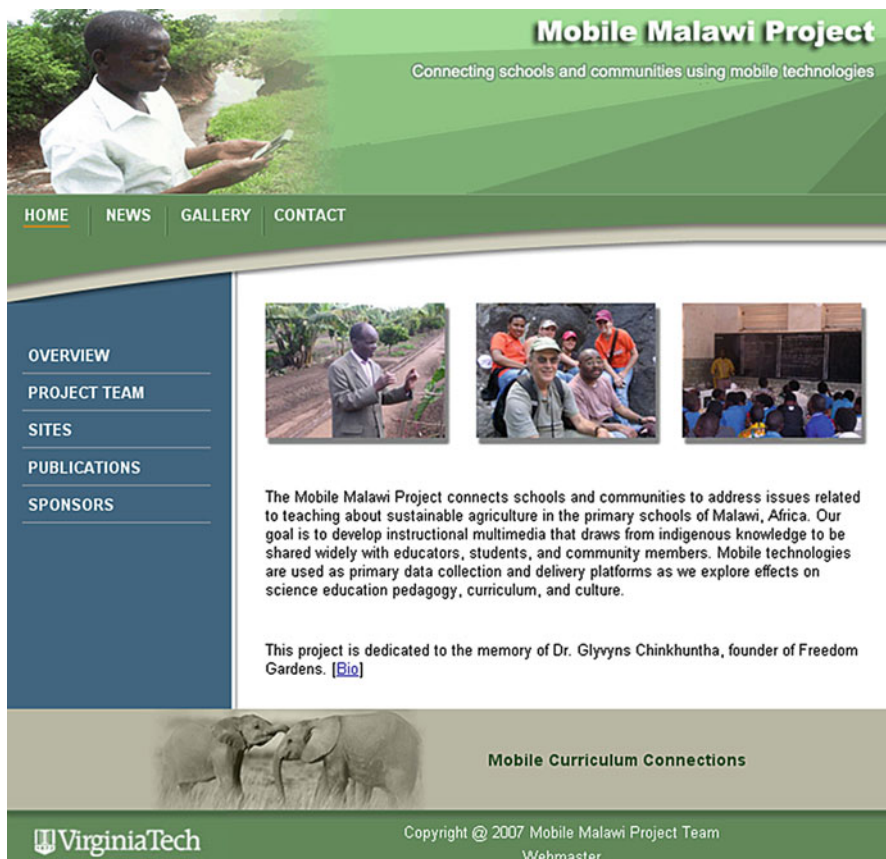 Mobile Malawi Project
Connecting schools and communities using mobile technologies
HOME NEWS GALLERY CONTACT
OVERVIEW
PROJECT TEAM
SITES
PUBLICATIONS
SPONSORS
The Mobile Malawi Project connects schools and communities to address issues related
to teaching about sustainable agriculture in the primary schools of Malawi, Africa. Our
goal is to develop instructional multimedia that draws from indigenous knowledge to be
shared widely with educators, students, and community members. Mobile technologies
are used as primary data collection and delivery platforms as we explore effects on
science education pedagogy, curriculum, and culture.
This project is dedicated to the memory of Dr. Glyvyns Chinkhuntha, founder of Freedom
Gardens. [Bio]
Mobile Curriculum Connections
VirginiaTech
Copyright @ 2007 Mobile Malawi Project Team
Webmaster